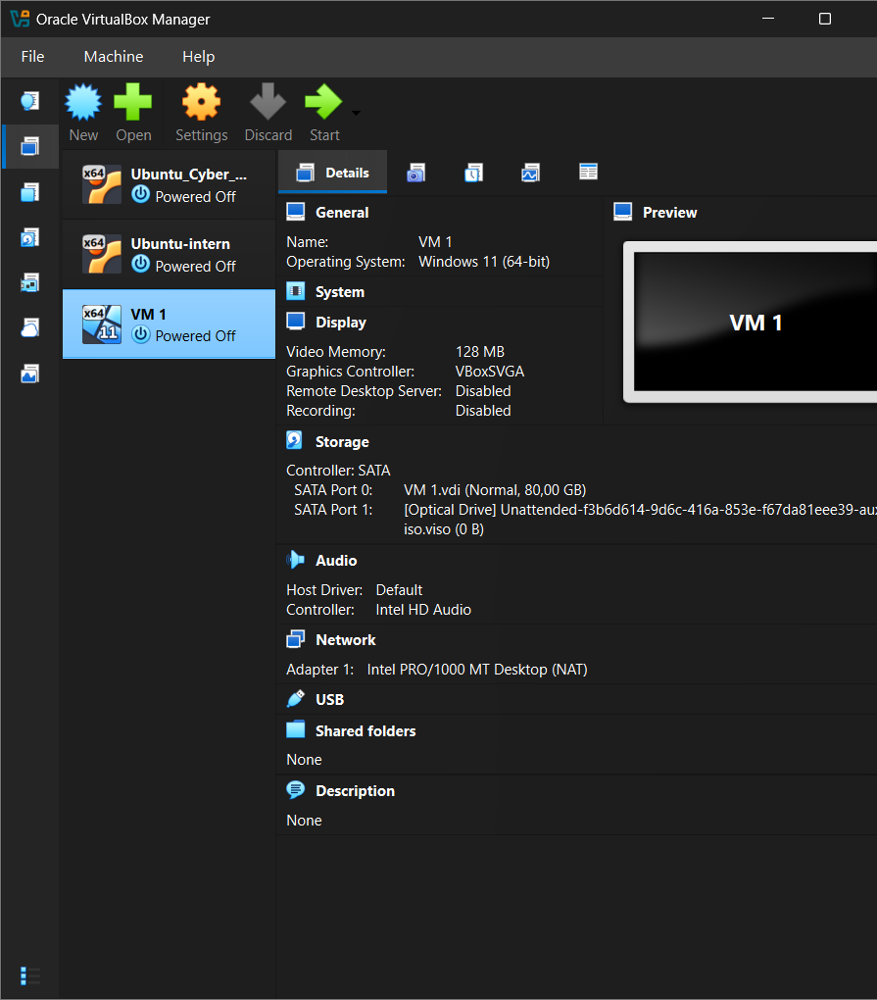 Oracle VirtualBox Manager
File Machine Help
New Open Settings Discard Start
x64 Ubuntu_Cyber_...
Powered Off
x64 Ubuntu-intern
Powered Off
x64 11 VM 1
Powered Off
Details
General
Name: VM 1
Operating System: Windows 11 (64-bit)
System
Display
Video Memory: 128 MB
Graphics Controller: VBoxSVGA
Remote Desktop Server: Disabled
Recording: Disabled
Preview
VM 1
Storage
Controller: SATA
SATA Port 0: VM 1.vdi (Normal, 80,00 GB)
SATA Port 1: [Optical Drive] Unattended-f3b6d614-9d6c-416a-853e-f67da81eee39-aux
iso.viso (0 B)
Audio
Host Driver: Default
Controller: Intel HD Audio
Network
Adapter 1: Intel PRO/1000 MT Desktop (NAT)
USB
Shared folders
None
Description
None